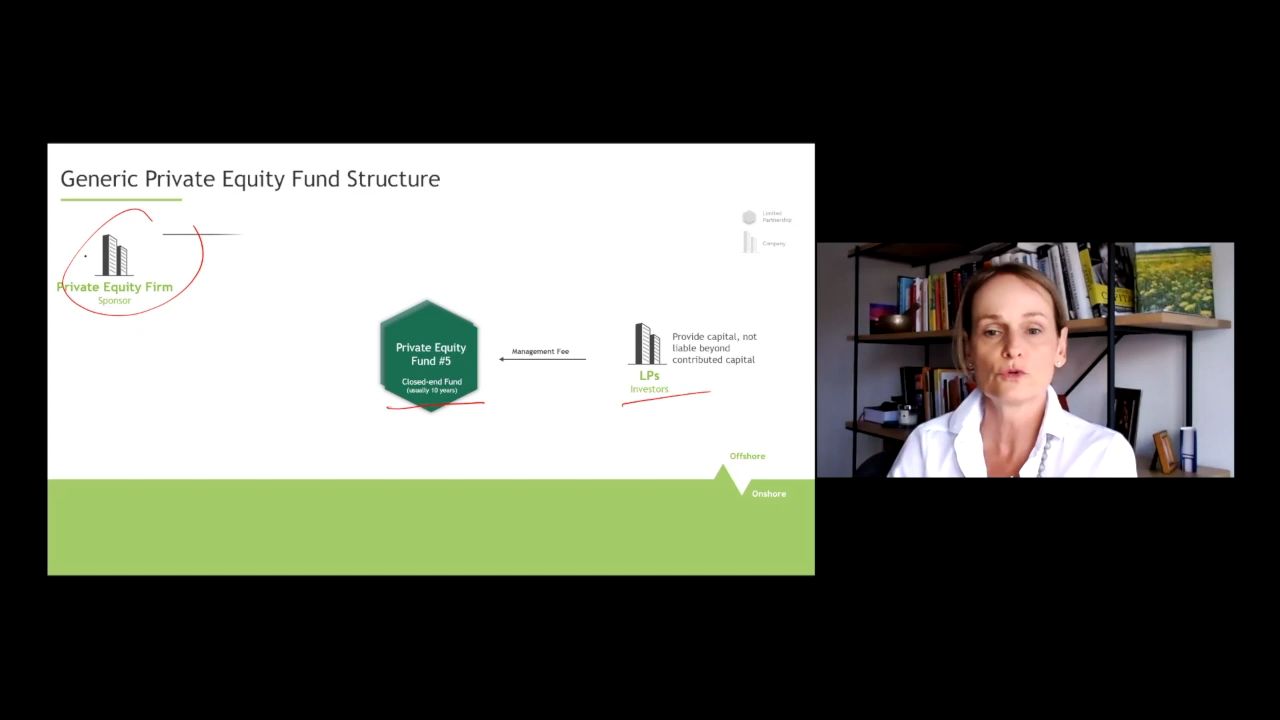 Generic Private Equity Fund Structure
Limited
Partnership
Company
Private Equity Firm
Sponsor
Private Equity
Fund #5
Closed-end Fund
(usually 10 years)
Management Fee
Provide capital, not
liable beyond
contributed capital
LPs
Investors
Offshore
Onshore